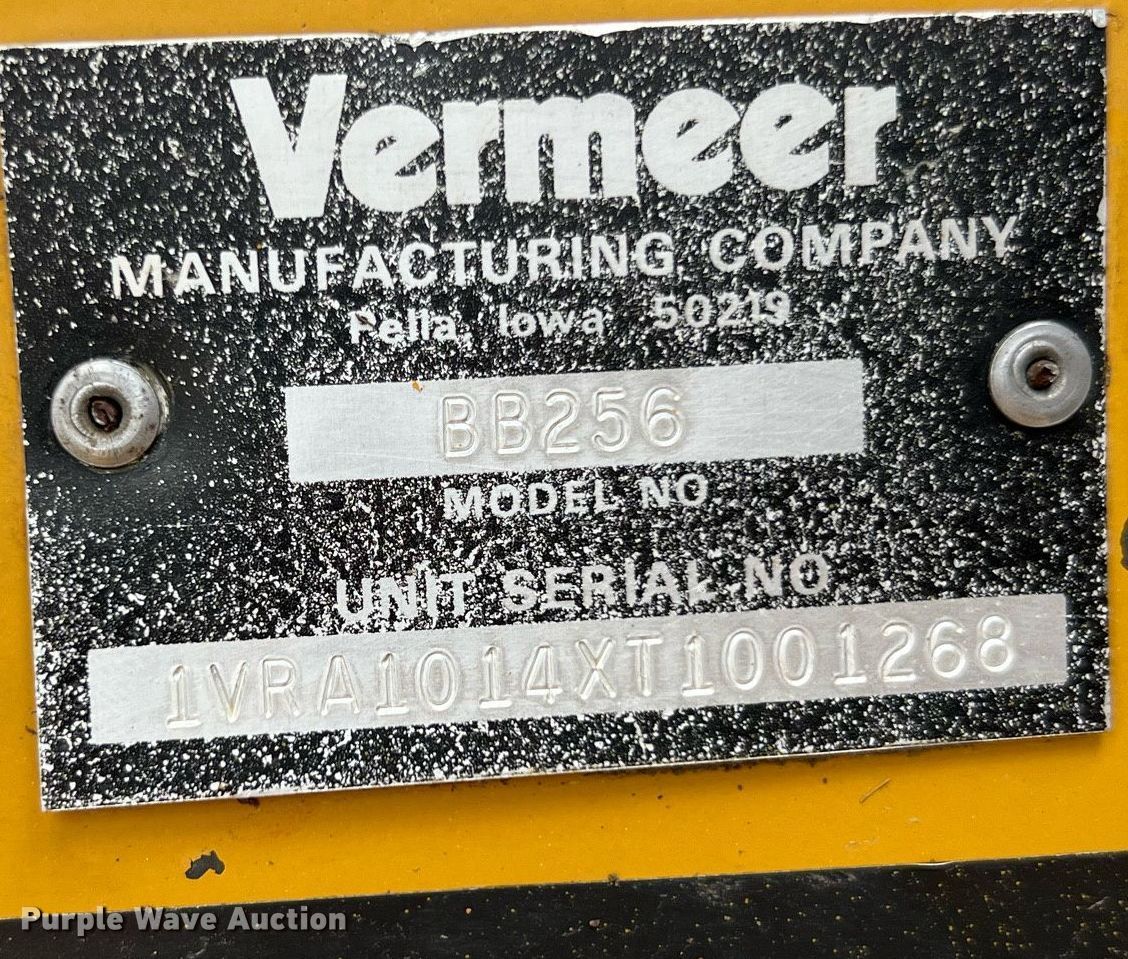 Vermeer
MANUFACTURING COMPANY
Pella, Iowa 50219
BB256
MODEL NO.
UNIT SERIAL NO
1VRA1014XT1001268
Purple Wave Auction